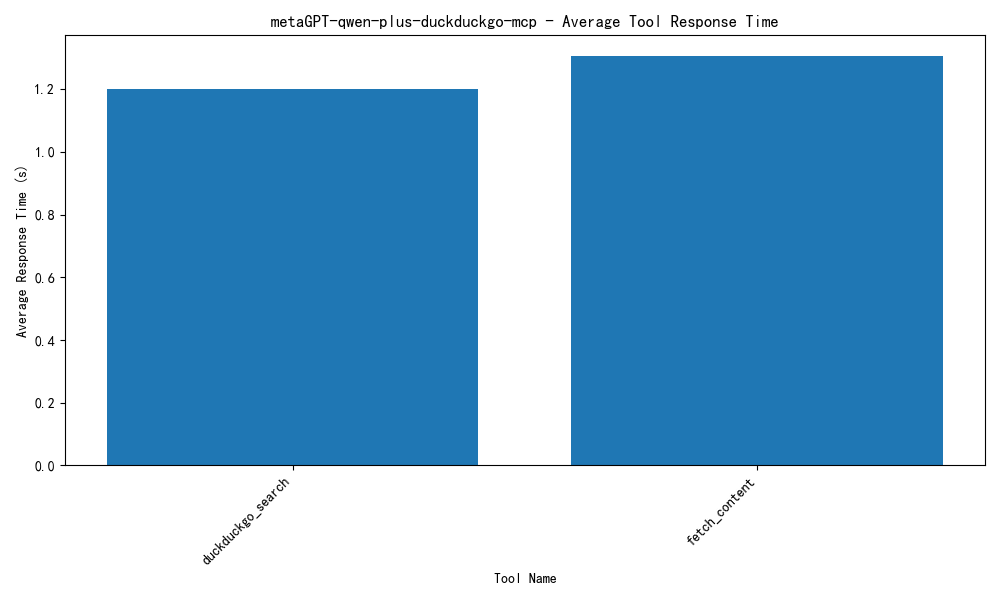 metaGPT-qwen-plus-duckduckgo-mcp - Average Tool Response Time
Average Response Time (s)
1.2
1.0
0.8
0.6
0.4
0.2
0.0
duckduckgo_search
fetch_content
Tool Name